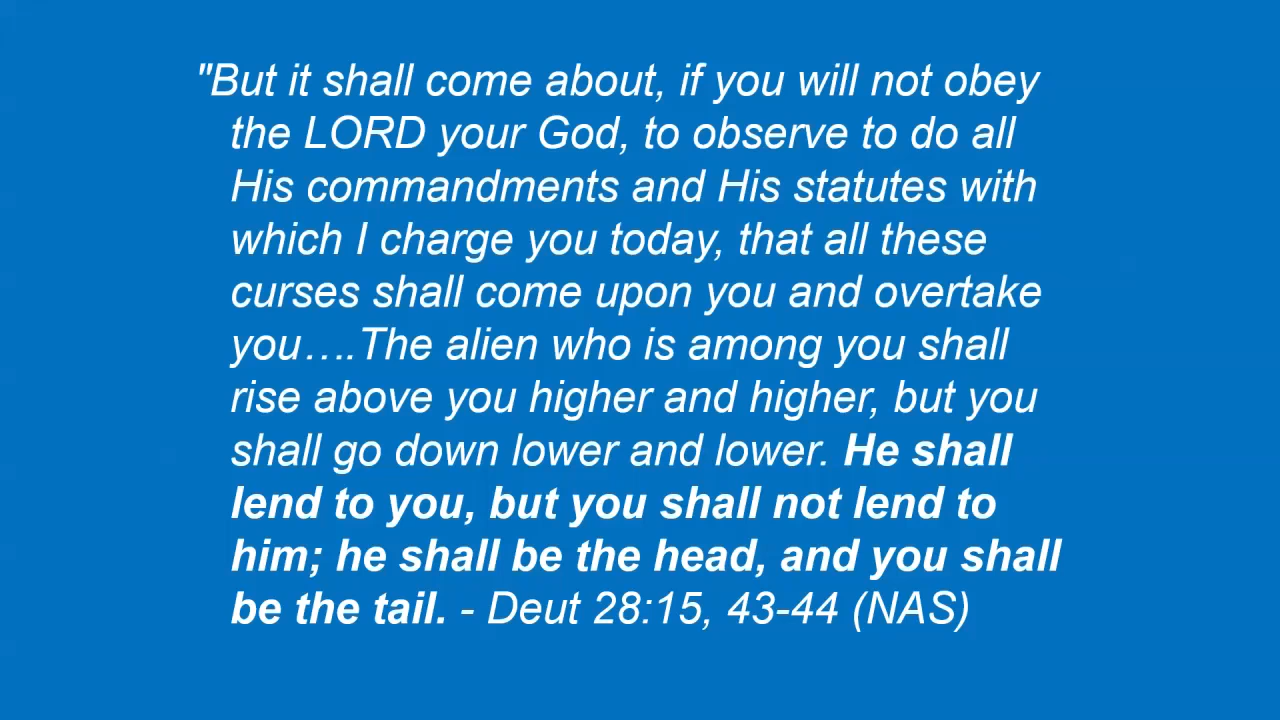 "But it shall come about, if you will not obey
the LORD your God, to observe to do all
His commandments and His statutes with
which I charge you today, that all these
curses shall come upon you and overtake
you….The alien who is among you shall
rise above you higher and higher, but you
shall go down lower and lower. He shall
lend to you, but you shall not lend to
him; he shall be the head, and you shall
be the tail. - Deut 28:15, 43-44 (NAS)